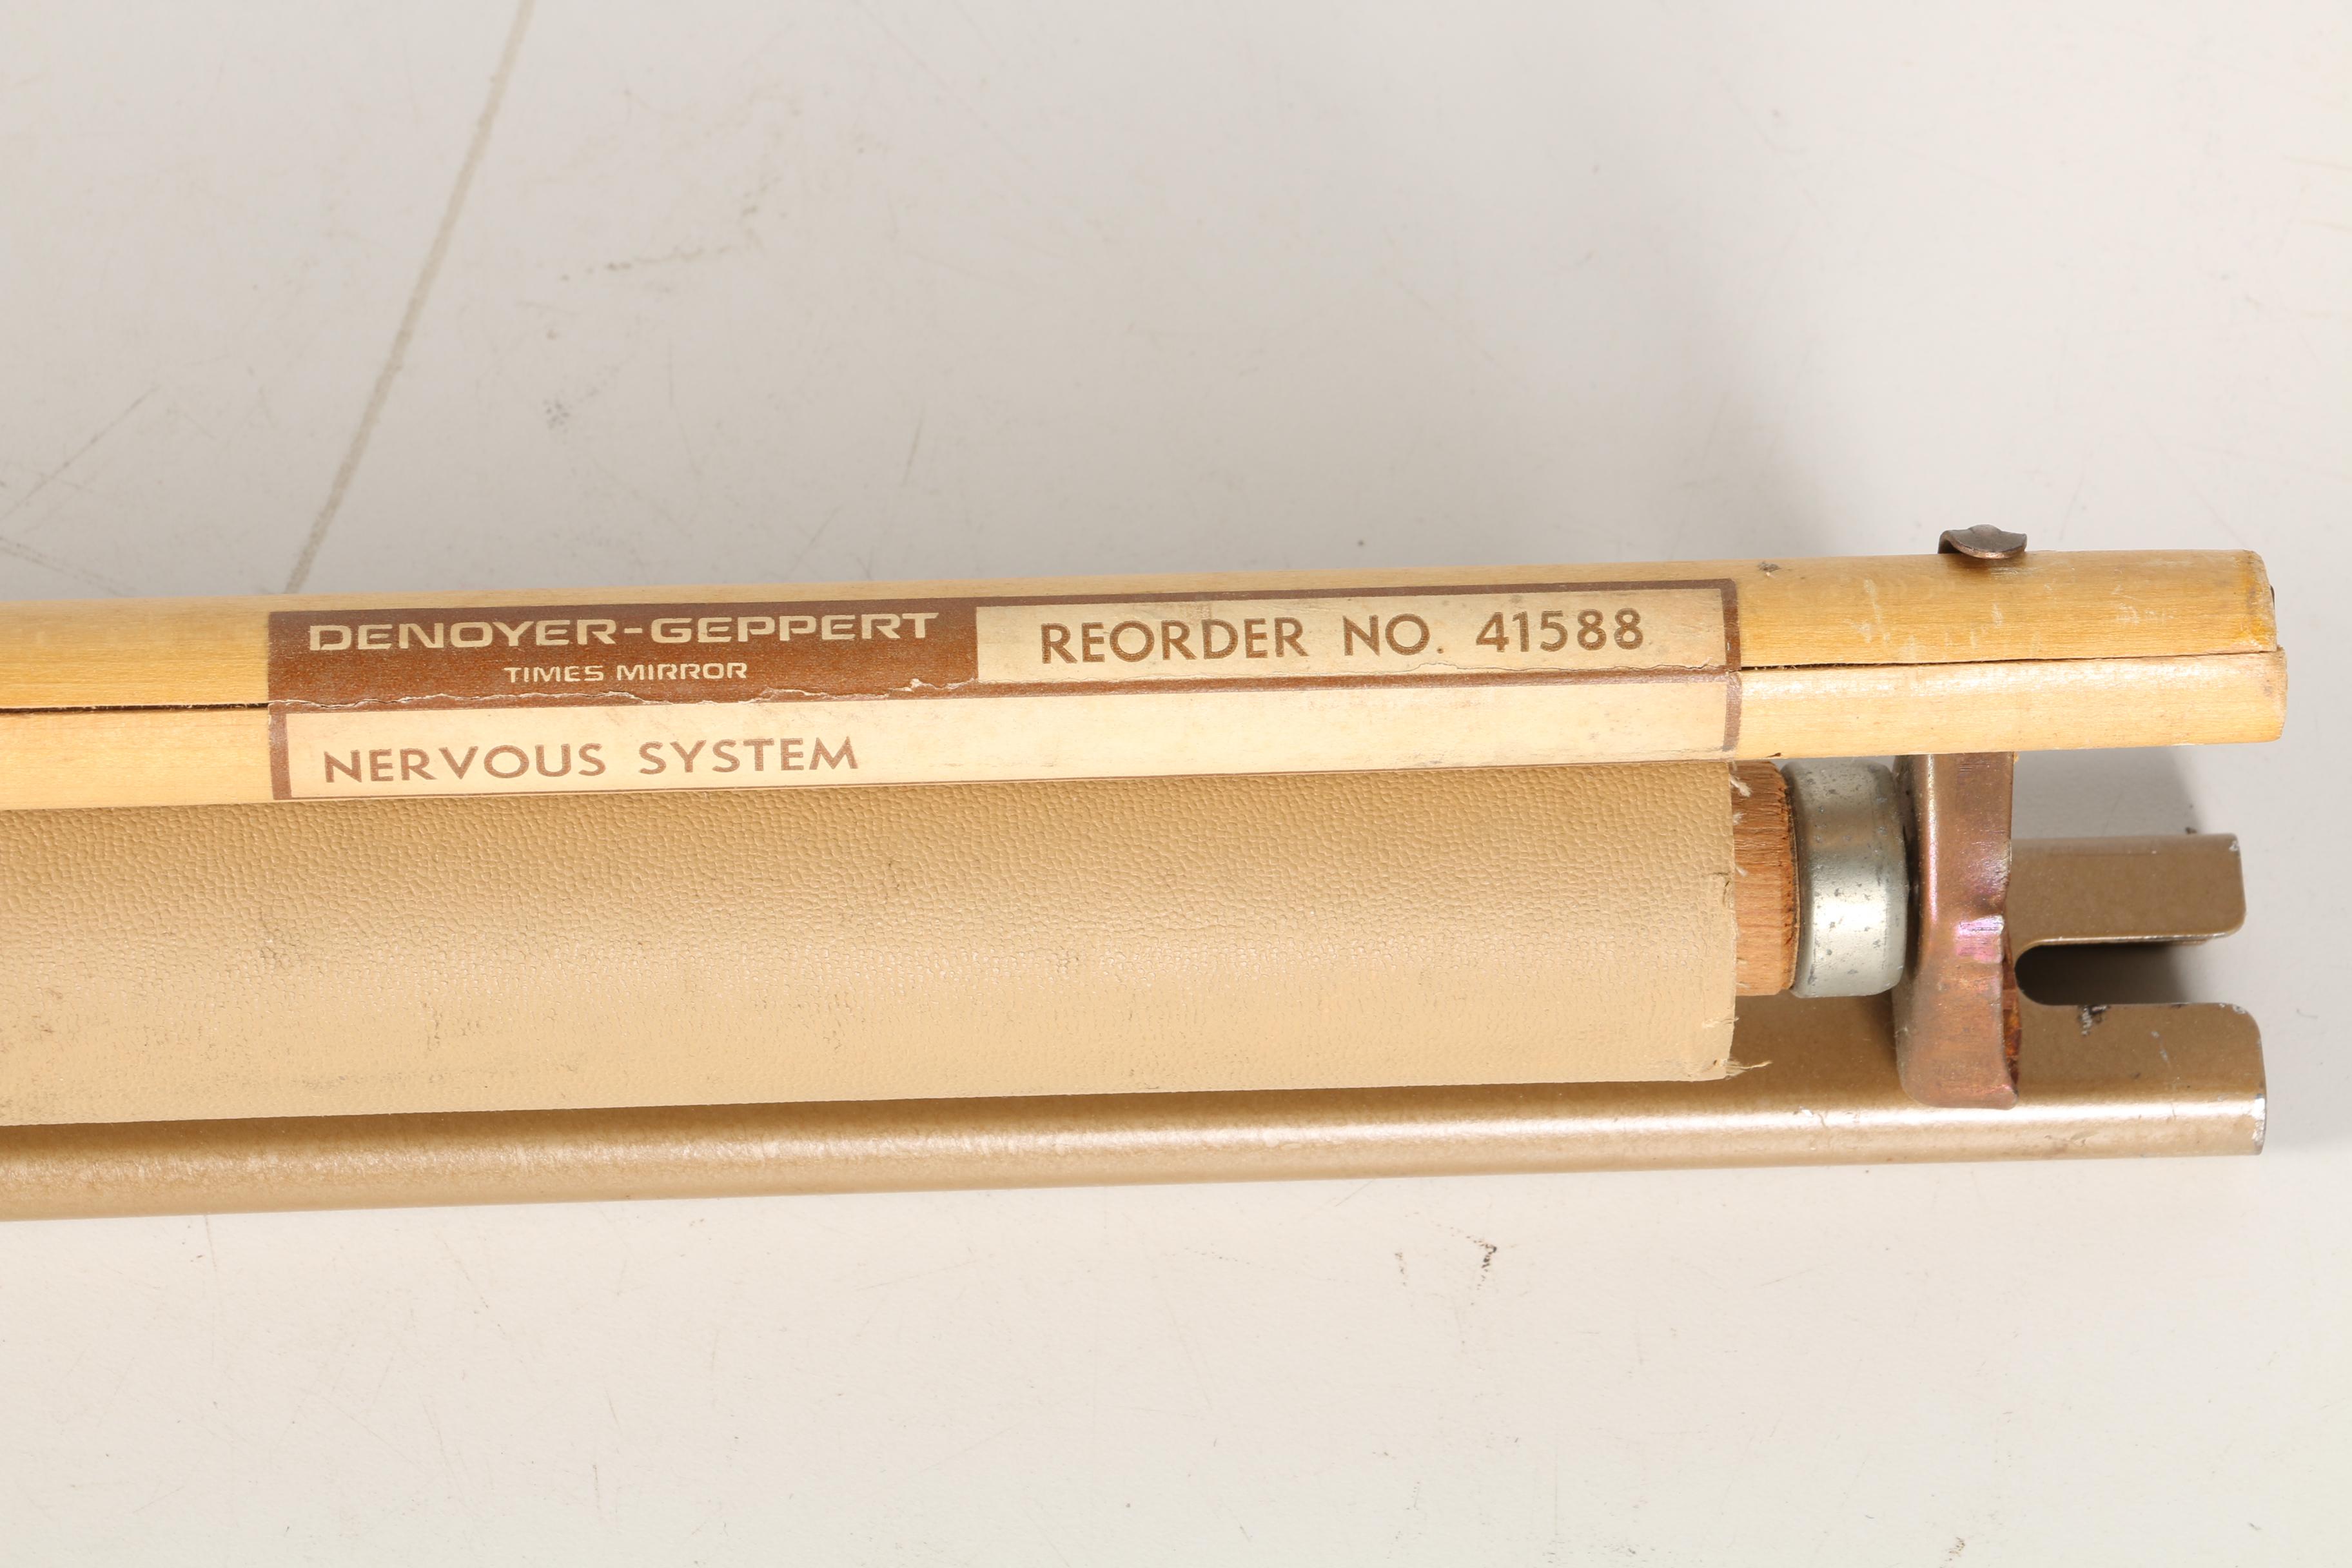 DENOYER-GEPPERT
TIMES MIRROR
REORDER NO. 41588
NERVOUS SYSTEM